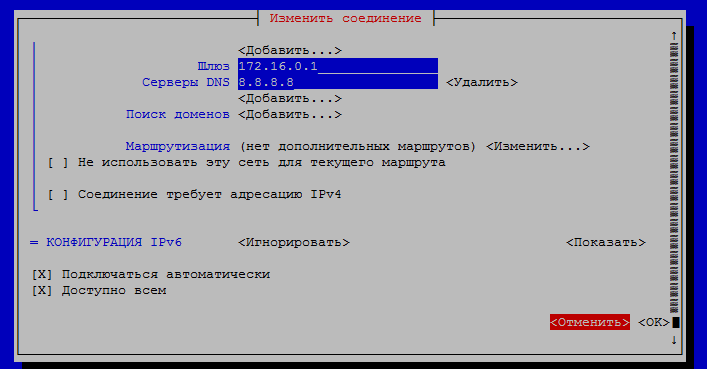 Изменить соединение
<Добавить...>
Шлюз 172.16.0.1
Серверы DNS 8.8.8.8 <Удалить>
<Добавить...>
Поиск доменов <Добавить...>
Маршрутизация (нет дополнительных маршрутов) <Изменить...>
[ ] Не использовать эту сеть для текущего маршрута
[ ] Соединение требует адресацию IPv4
= КОНФИГУРАЦИЯ IPv6 <Игнорировать> <Показать>
[X] Подключаться автоматически
[X] Доступно всем
<Отменить> <OK>